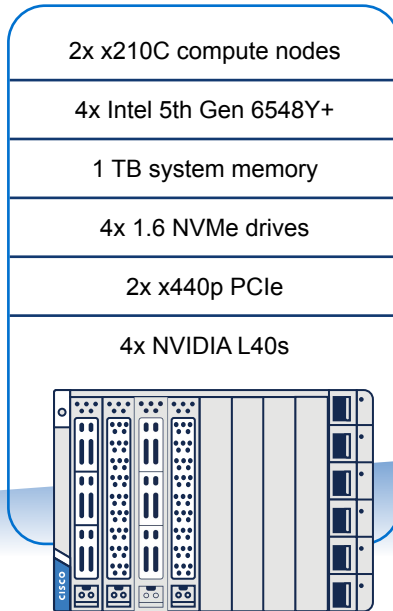 2x x210C compute nodes
4x Intel 5th Gen 6548Y+
1 TB system memory
4x 1.6 NVMe drives
2x x440p PCIe
4x NVIDIA L40s
CISCO